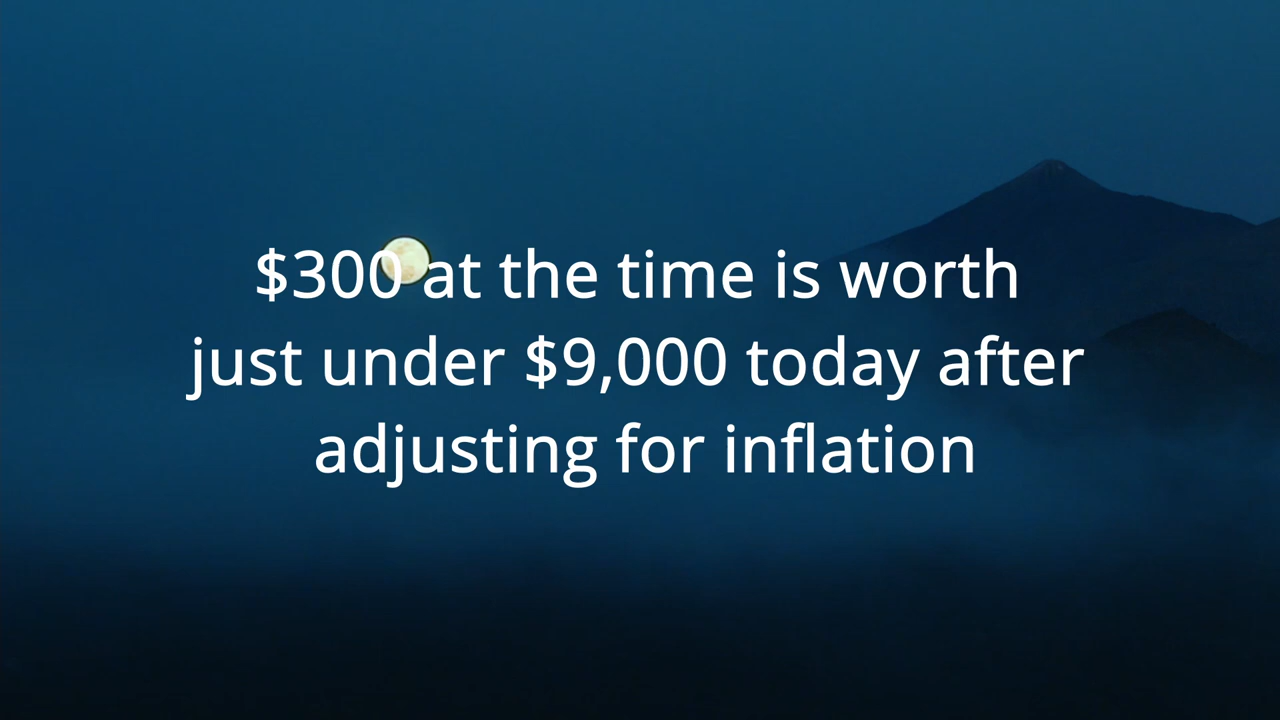 $300 at the time is worth
just under $9,000 today after
adjusting for inflation